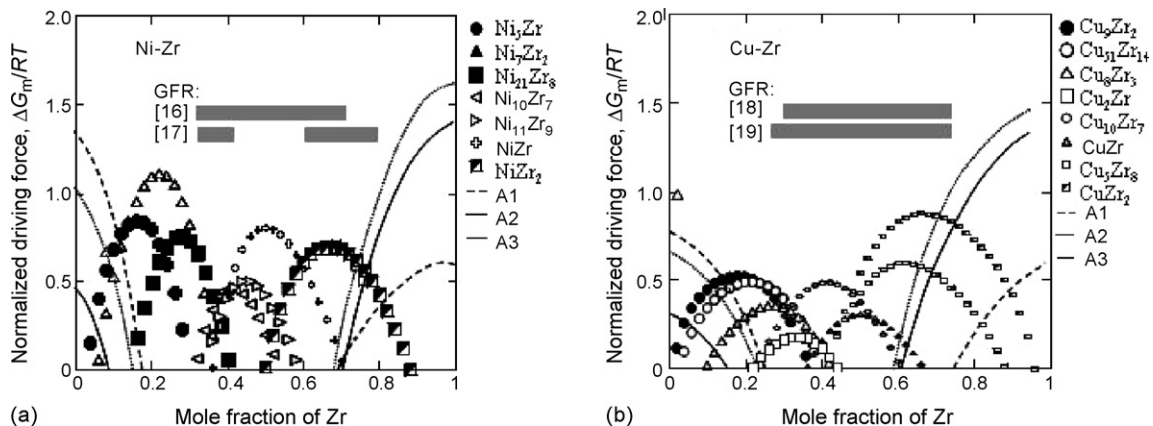 Normalized driving force, ΔGm/RT
2.0
1.5
1.0
0.5
0
0 0.2 0.4 0.6 0.8 1
Mole fraction of Zr
(a)
Ni-Zr
GFR:
[16]
[17]
Ni5Zr
Ni7Zr2
Ni21Zr8
Ni10Zr7
Ni11Zr9
NiZr
NiZr2
A1
A2
A3
Normalized driving force, ΔGm/RT
2.0
1.5
1.0
0.5
0
0 0.2 0.4 0.6 0.8 1
Mole fraction of Zr
(b)
Cu-Zr
GFR:
[18]
[19]
Cu9Zr2
Cu51Zr14
Cu8Zr3
Cu2Zr
Cu10Zr7
CuZr
Cu5Zr8
CuZr2
A1
A2
A3